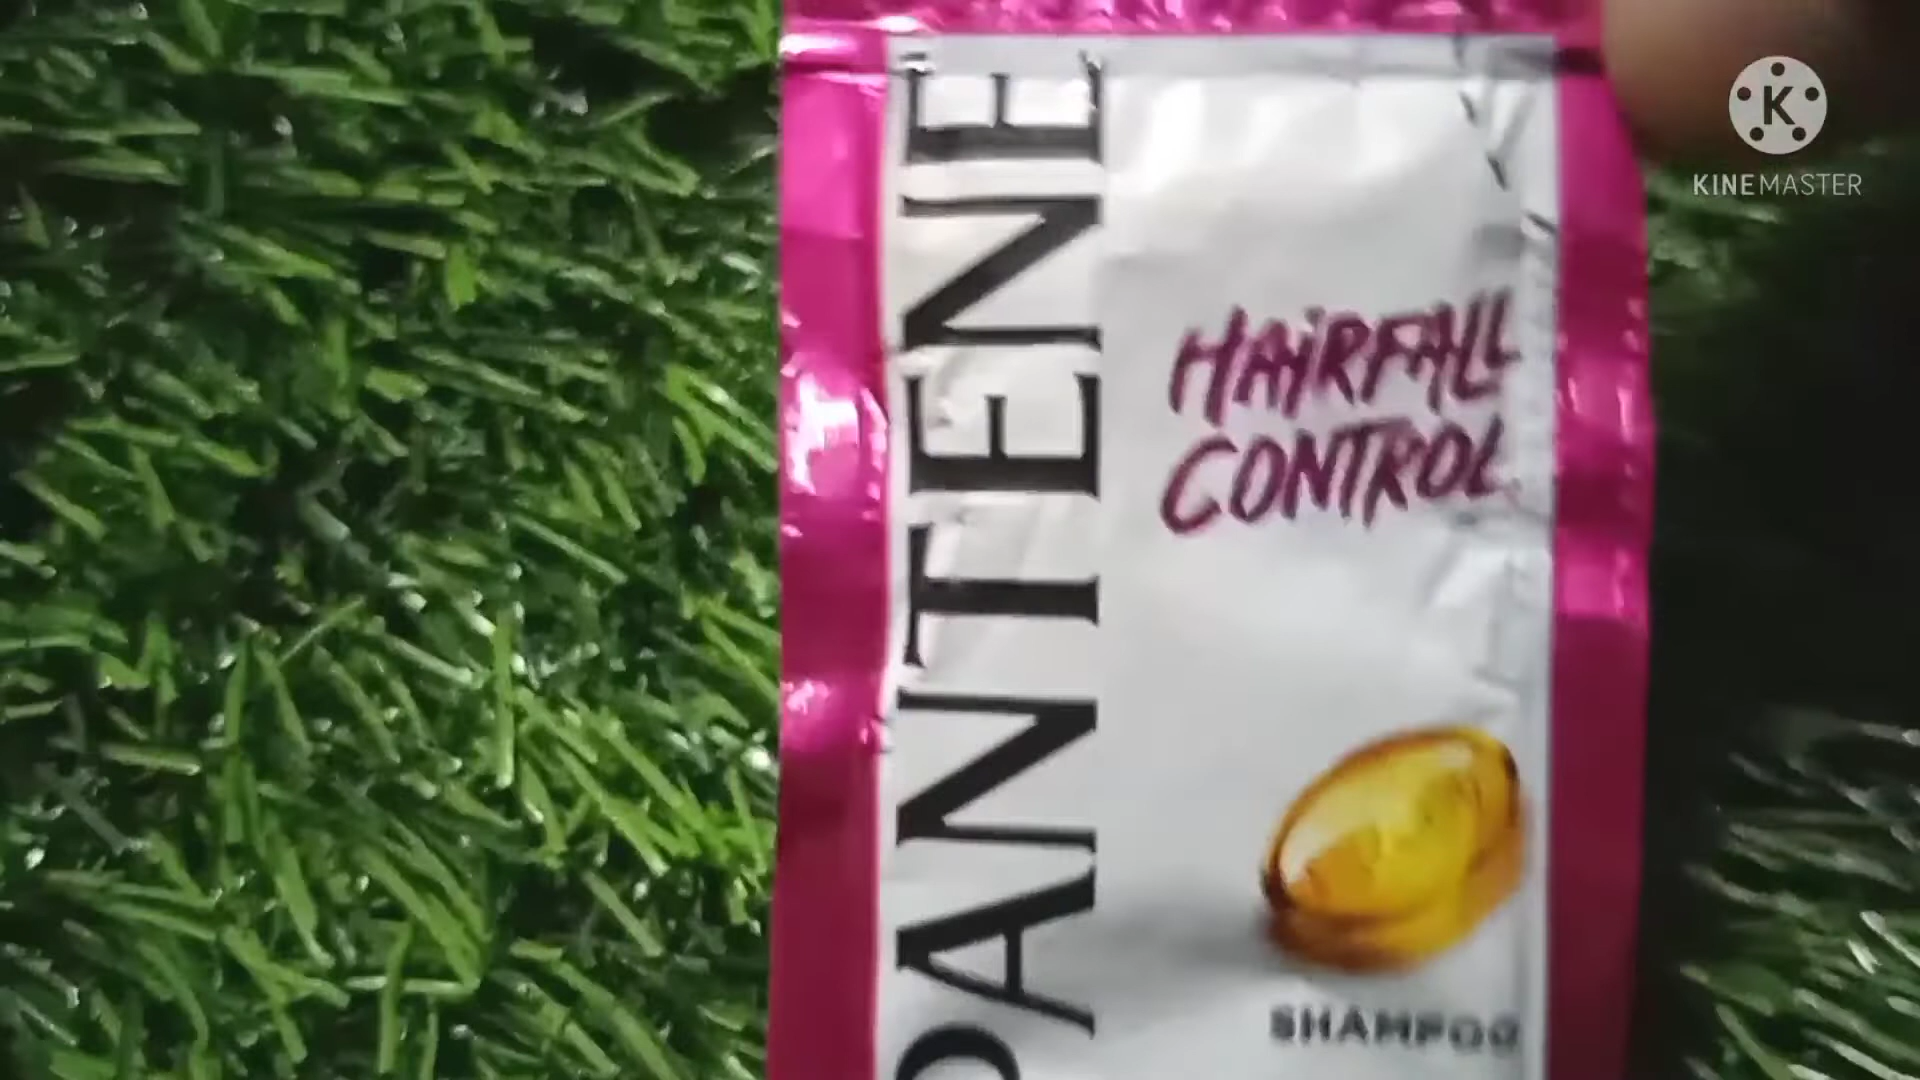 PANTENE
HAiRFALL
CONTROL
SHAMPOO
K
KINEMASTER